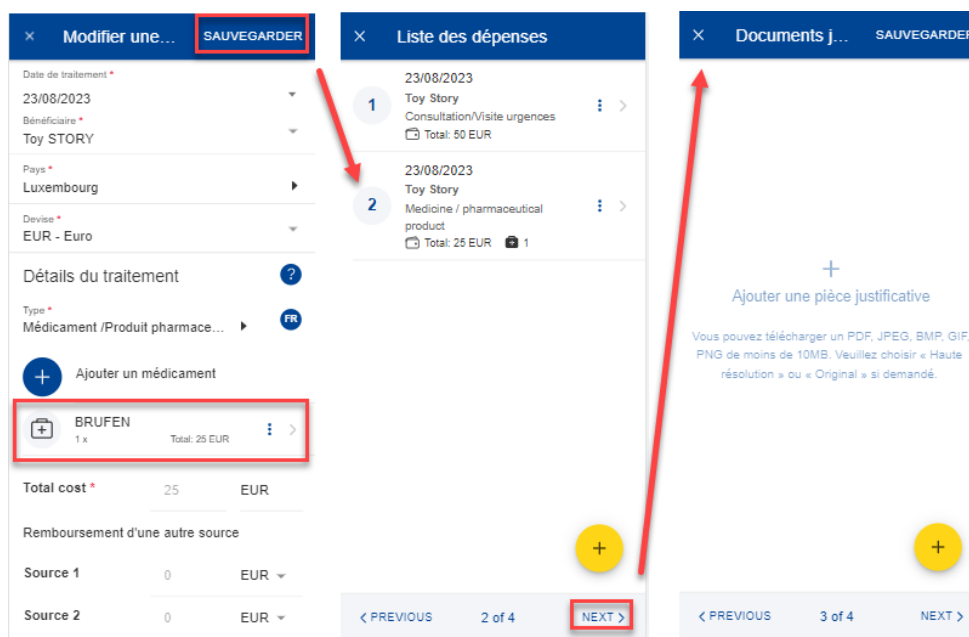 × Modifier une... SAUVEGARDER
Date de traitement *
23/08/2023
Bénéficiaire *
Toy STORY
Pays *
Luxembourg
Devise *
EUR - Euro
Détails du traitement ?
Type *
Médicament /Produit pharmace... FR
+ Ajouter un médicament
BRUFEN
1 x Total: 25 EUR
Total cost * 25 EUR
Remboursement d'une autre source
Source 1 0 EUR
Source 2 0 EUR
× Liste des dépenses
23/08/2023
1 Toy Story
Consultation/Visite urgences
Total: 50 EUR
23/08/2023
Toy Story
2 Medicine / pharmaceutical
product
Total: 25 EUR 1
+
< PREVIOUS 2 of 4 NEXT >
× Documents j... SAUVEGARDER
+
Ajouter une pièce justificative
Vous pouvez télécharger un PDF, JPEG, BMP, GIF,
PNG de moins de 10MB. Veuillez choisir « Haute
résolution » ou « Original » si demandé.
+
< PREVIOUS 3 of 4 NEXT >